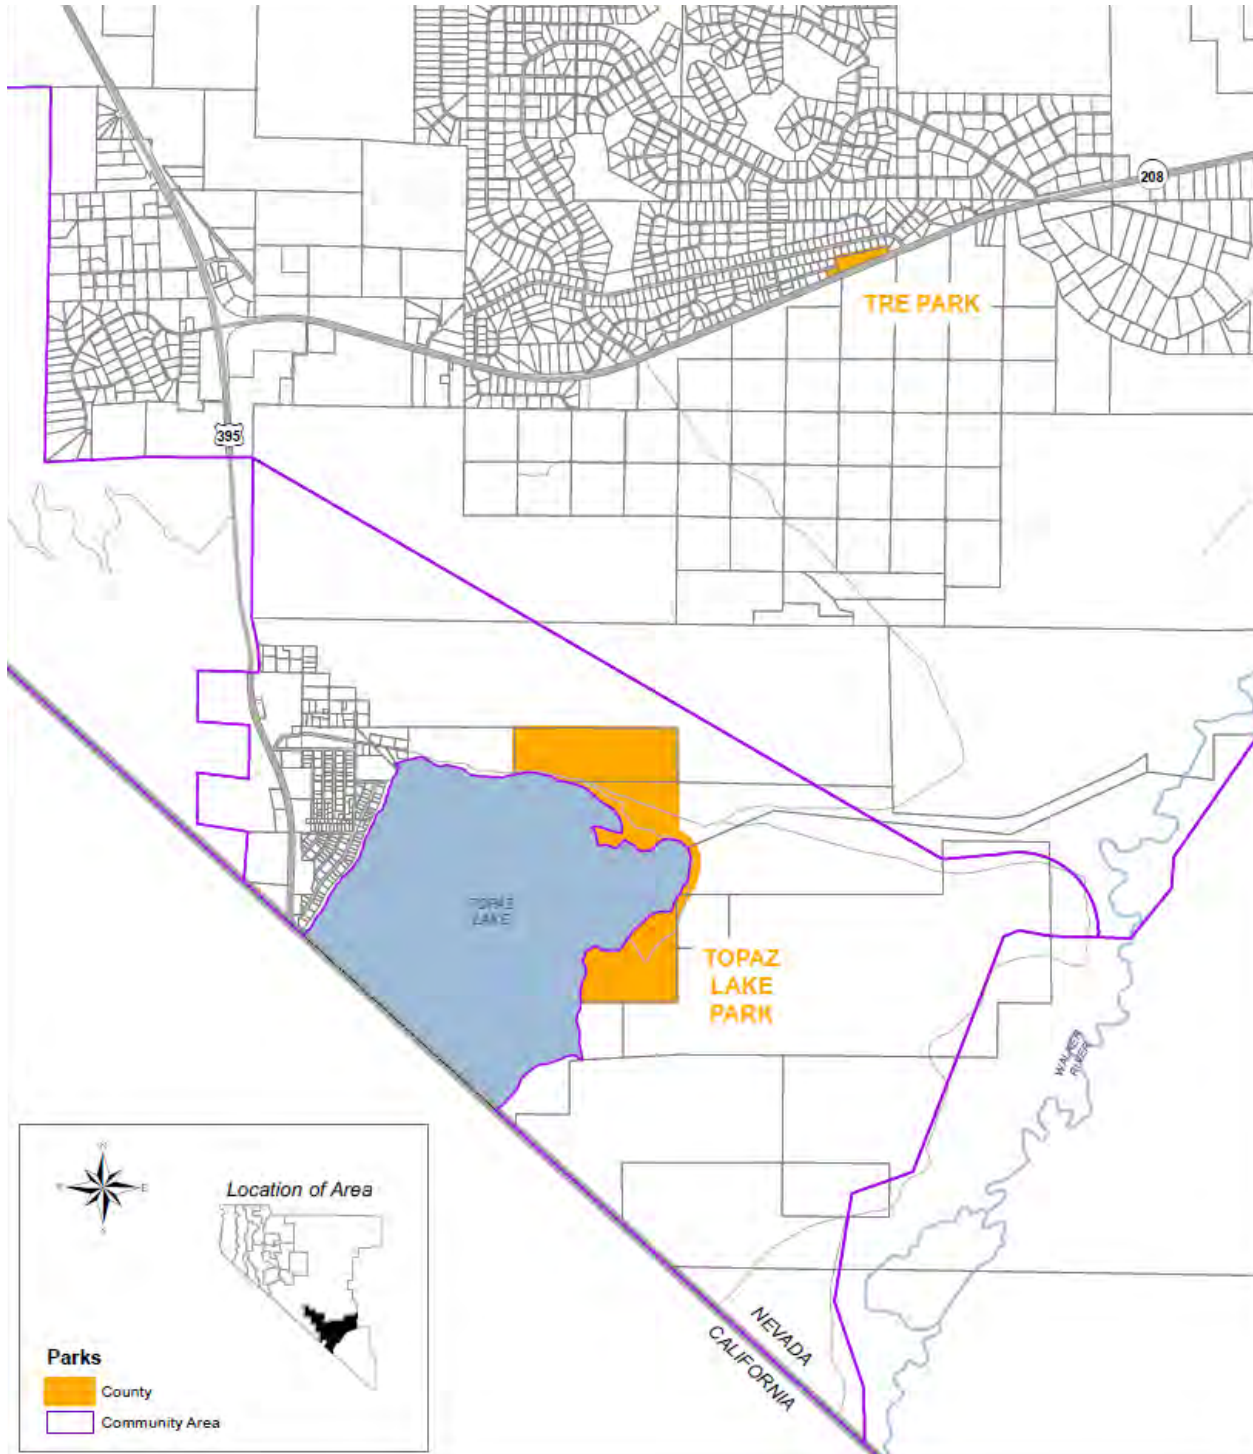 208
TRE PARK
395
TOPAZ
LAKE
TOPAZ
LAKE
PARK
WALKER
RIVER
E
S
Location of Area
NEVADA
CALIFORNIA
Parks
County
Community Area